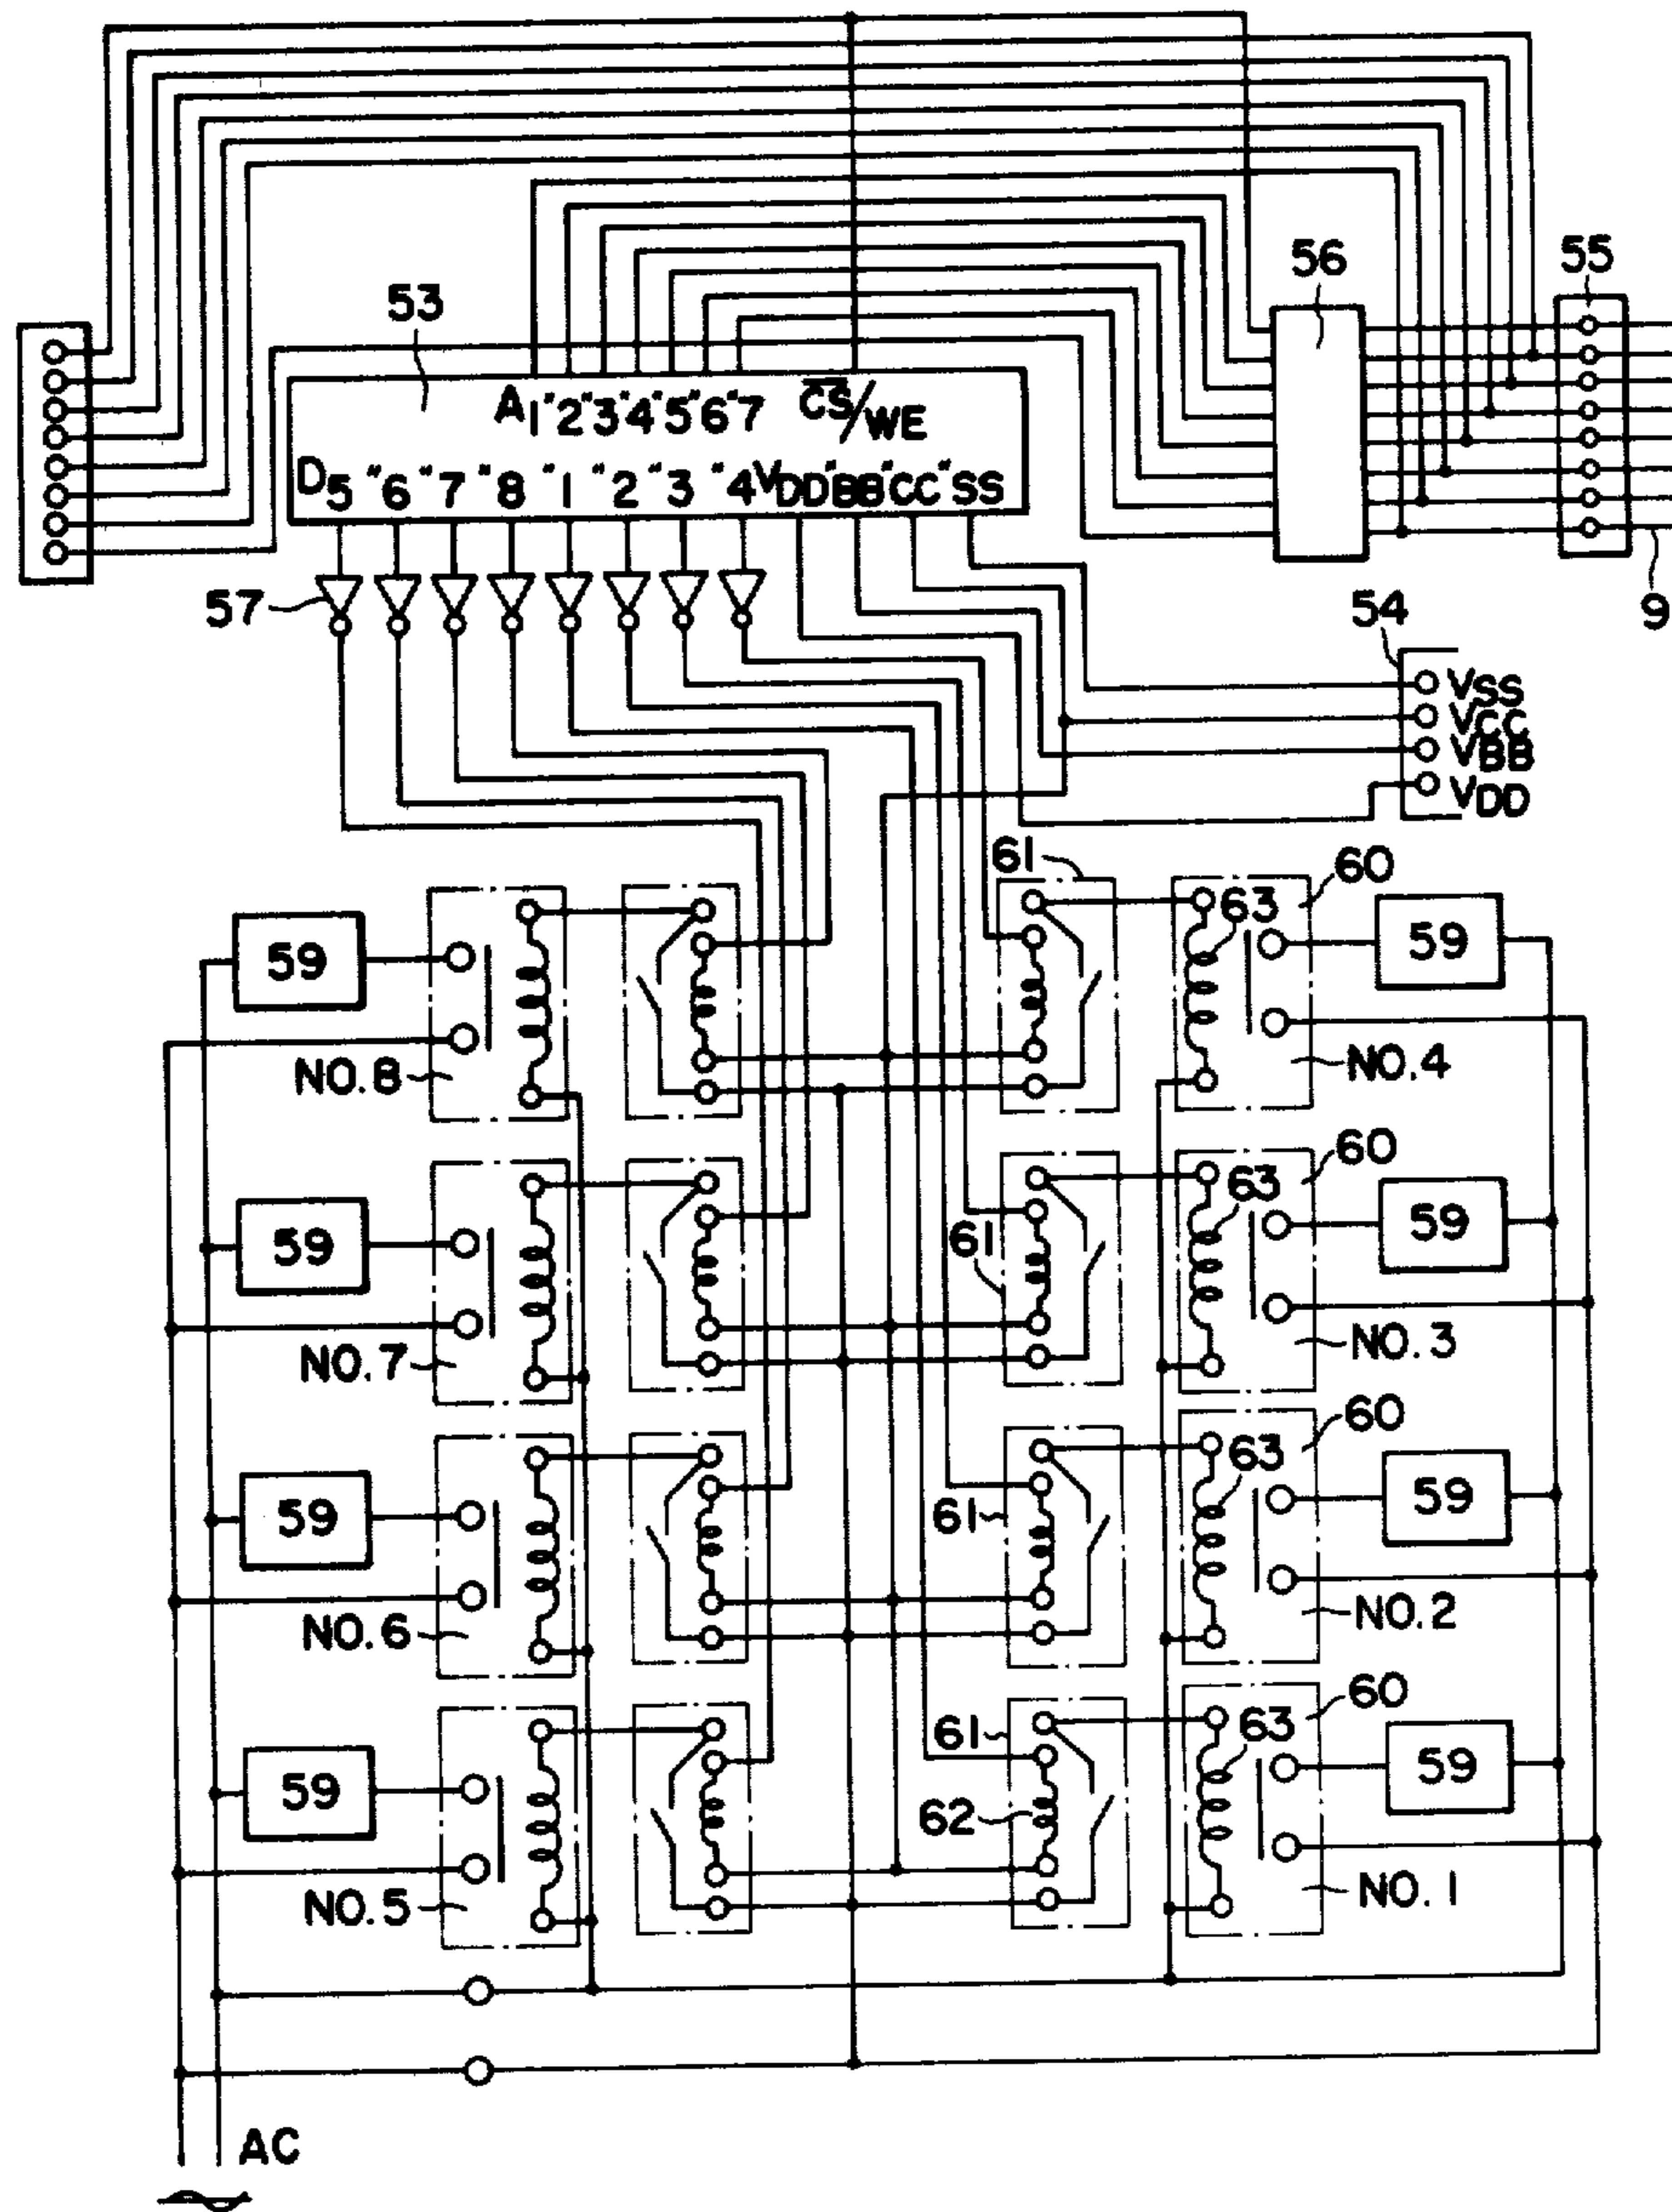 56
55
53
A1 "2 "3 "4 "5 "6 "7 C̅S̅/WE
D5 "6 "7 "8 "1 "2 "3 "4 VDD "BB "CC "SS
57
54
9
VSS
VCC
VBB
VDD
61
60
63
59
59
NO.8
NO.4
60
63
59
61
59
NO.7
NO.3
60
63
59
59
61
NO.6
NO.2
60
61
63
59
59
62
NO.5
NO.1
AC